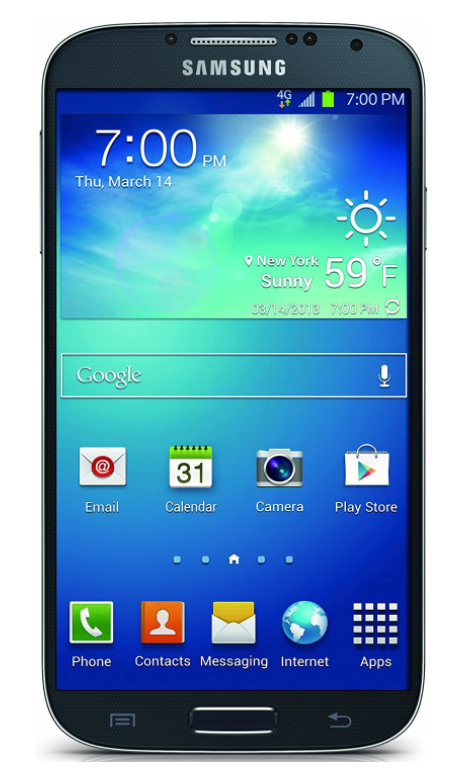 SAMSUNG
4G 7:00 PM
7:00 PM
Thu, March 14
New York
Sunny 59°F
03/14/2013 7:00 PM
Google
@ 31
Email Calendar Camera Play Store
Phone Contacts Messaging Internet Apps